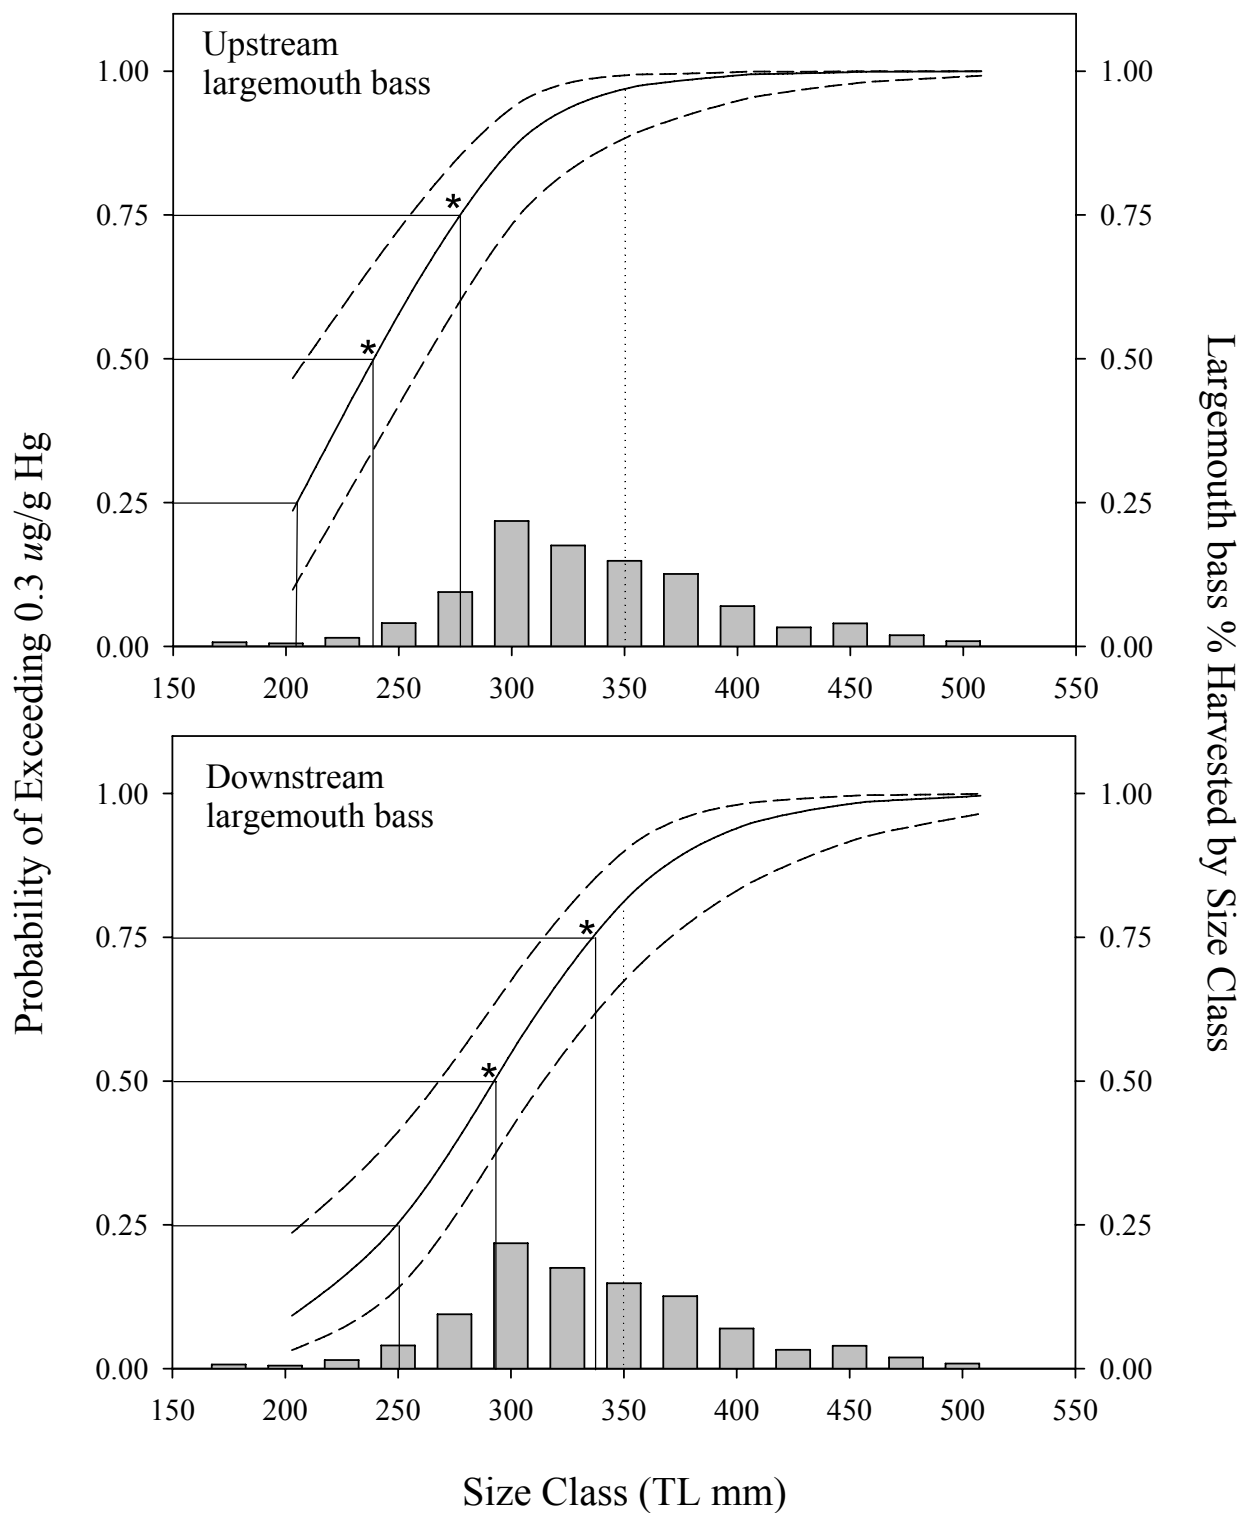 Upstream
largemouth bass
1.00
0.75
0.50
0.25
0.00
1.00
0.75
0.50
0.25
0.00
*
*
150 200 250 300 350 400 450 500 550
Probability of Exceeding 0.3 ug/g Hg
Largemouth bass % Harvested by Size Class
Downstream
largemouth bass
1.00
0.75
0.50
0.25
0.00
1.00
0.75
0.50
0.25
0.00
*
*
150 200 250 300 350 400 450 500 550
Size Class (TL mm)